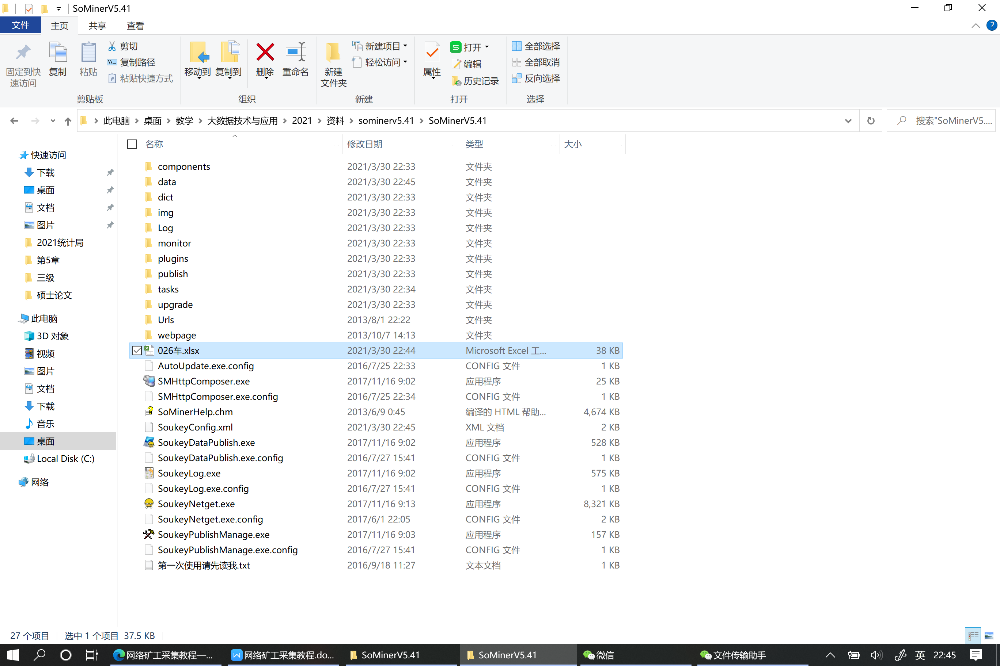 SoMinerV5.41
文件
主页
共享
查看
固定到快
速访问
复制
粘贴
剪切
复制路径
粘贴快捷方式
剪贴板
移动到
复制到
删除
重命名
组织
新建
文件夹
新建项目
轻松访问
新建
属性
打开
编辑
历史记录
打开
全部选择
全部取消
反向选择
选择
此电脑 > 桌面 > 教学 > 大数据技术与应用 > 2021 > 资料 > sominerv5.41 > SoMinerV5.41
搜索"SoMinerV5....
快速访问
下载
桌面
文档
图片
2021统计局
第5章
三级
硕士论文
此电脑
3D 对象
视频
图片
文档
下载
音乐
桌面
Local Disk (C:)
网络
名称 修改日期 类型 大小
components 2021/3/30 22:33 文件夹
data 2021/3/30 22:45 文件夹
dict 2021/3/30 22:33 文件夹
img 2021/3/30 22:33 文件夹
Log 2021/3/30 22:33 文件夹
monitor 2021/3/30 22:33 文件夹
plugins 2021/3/30 22:33 文件夹
publish 2021/3/30 22:33 文件夹
tasks 2021/3/30 22:34 文件夹
upgrade 2021/3/30 22:33 文件夹
Urls 2013/8/1 22:22 文件夹
webpage 2013/10/7 14:13 文件夹
026车.xlsx 2021/3/30 22:44 Microsoft Excel 工... 38 KB
AutoUpdate.exe.config 2016/7/25 22:33 CONFIG 文件 1 KB
SMHttpComposer.exe 2017/11/16 9:02 应用程序 25 KB
SMHttpComposer.exe.config 2016/7/25 22:34 CONFIG 文件 1 KB
SoMinerHelp.chm 2013/6/9 0:45 编译的 HTML 帮助... 4,674 KB
SoukeyConfig.xml 2021/3/30 22:45 XML 文档 2 KB
SoukeyDataPublish.exe 2017/11/16 9:02 应用程序 528 KB
SoukeyDataPublish.exe.config 2016/7/27 15:41 CONFIG 文件 1 KB
SoukeyLog.exe 2017/11/16 9:02 应用程序 575 KB
SoukeyLog.exe.config 2016/7/27 15:41 CONFIG 文件 1 KB
SoukeyNetget.exe 2017/11/16 9:13 应用程序 8,321 KB
SoukeyNetget.exe.config 2017/6/1 22:05 CONFIG 文件 2 KB
SoukeyPublishManage.exe 2017/11/16 9:03 应用程序 157 KB
SoukeyPublishManage.exe.config 2016/7/27 15:41 CONFIG 文件 1 KB
第一次使用请先读我.txt 2016/9/18 11:27 文本文档 1 KB
27 个项目 选中 1 个项目 37.5 KB
网络矿工采集教程—... 网络矿工采集教程.do... SoMinerV5.41 SoMinerV5.41 微信 文件传输助手 英 22:45